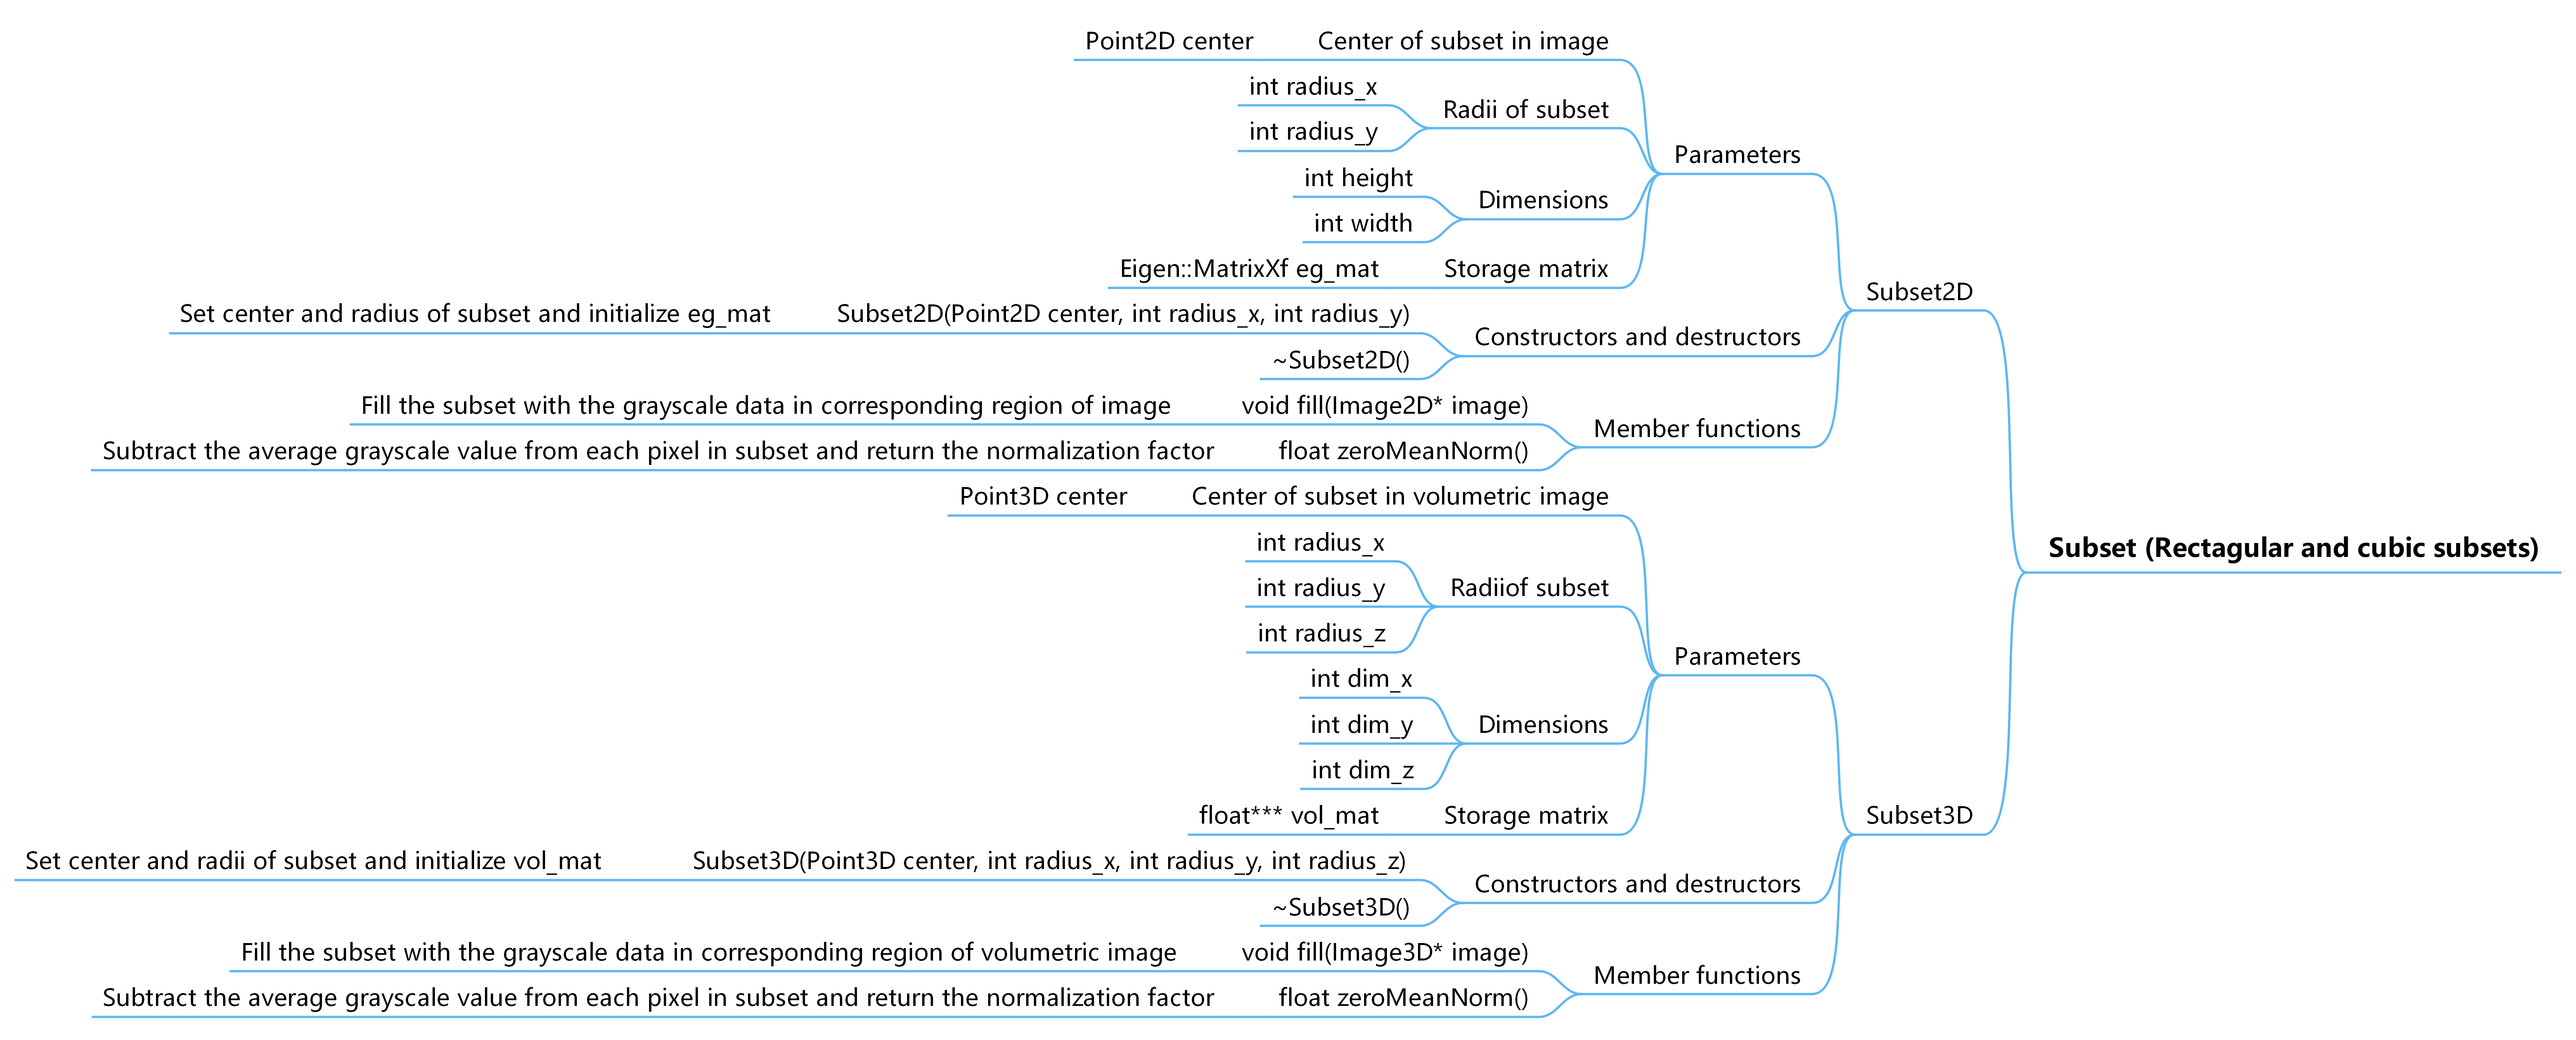 Point2D center
Center of subset in image
int radius_x
Radii of subset
int radius_y
Parameters
int height
Dimensions
int width
Eigen::MatrixXf eg_mat
Storage matrix
Subset2D
Set center and radius of subset and initialize eg_mat
Subset2D(Point2D center, int radius_x, int radius_y)
Constructors and destructors
~Subset2D()
Fill the subset with the grayscale data in corresponding region of image
void fill(Image2D* image)
Member functions
Subtract the average grayscale value from each pixel in subset and return the normalization factor
float zeroMeanNorm()
Point3D center
Center of subset in volumetric image
Subset (Rectagular and cubic subsets)
int radius_x
int radius_y
Radiiof subset
int radius_z
Parameters
int dim_x
int dim_y
Dimensions
int dim_z
float*** vol_mat
Storage matrix
Subset3D
Set center and radii of subset and initialize vol_mat
Subset3D(Point3D center, int radius_x, int radius_y, int radius_z)
Constructors and destructors
~Subset3D()
Fill the subset with the grayscale data in corresponding region of volumetric image
void fill(Image3D* image)
Member functions
Subtract the average grayscale value from each pixel in subset and return the normalization factor
float zeroMeanNorm()